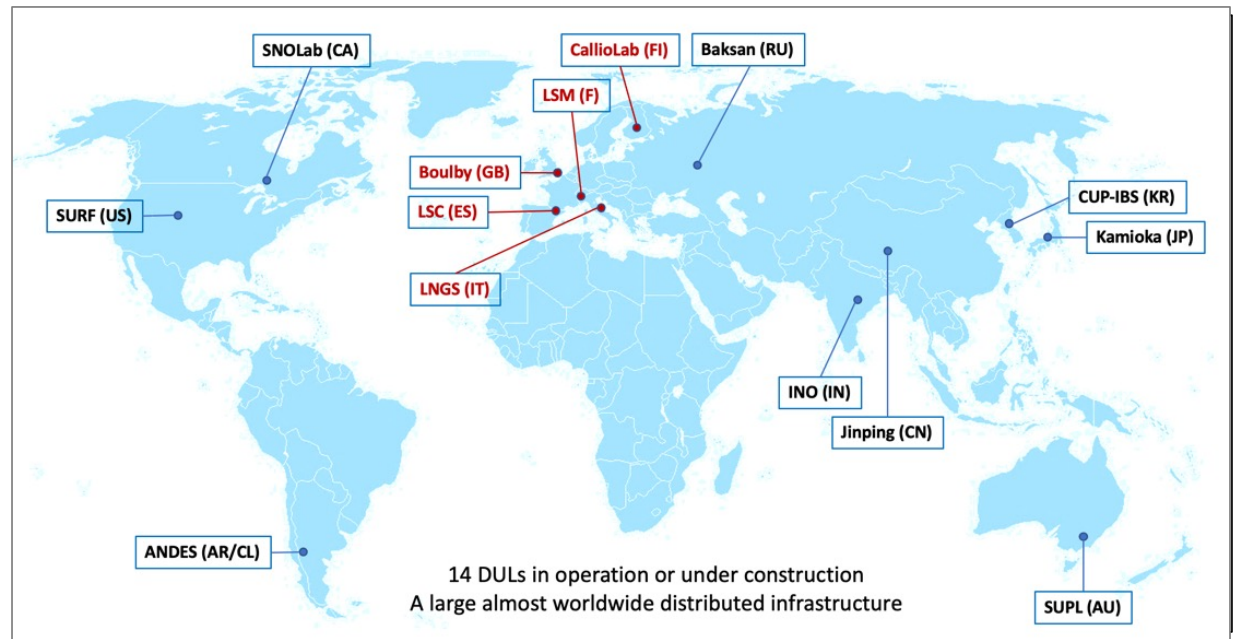 SNOLab (CA)
CallioLab (FI)
Baksan (RU)
LSM (F)
Boulby (GB)
SURF (US)
LSC (ES)
CUP-IBS (KR)
Kamioka (JP)
LNGS (IT)
INO (IN)
Jinping (CN)
ANDES (AR/CL)
14 DULs in operation or under construction
A large almost worldwide distributed infrastructure
SUPL (AU)